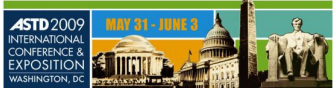 ASTD 2009
MAY 31 - JUNE 3
INTERNATIONAL
CONFERENCE &
EXPOSITION
WASHINGTON, DC